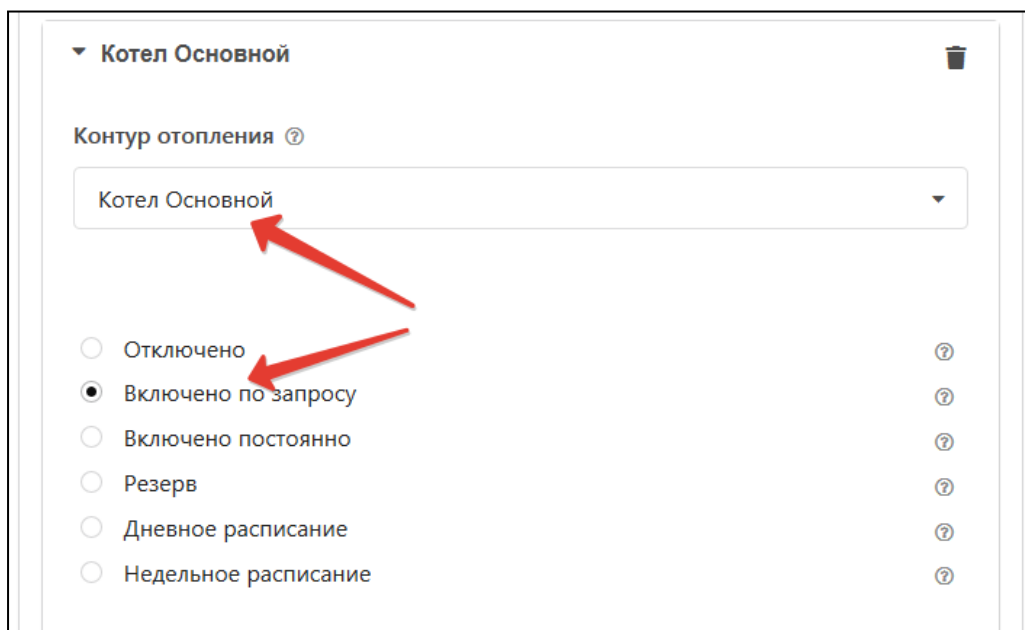 Котел Основной
Контур отопления
Котел Основной
Отключено
Включено по запросу
Включено постоянно
Резерв
Дневное расписание
Недельное расписание